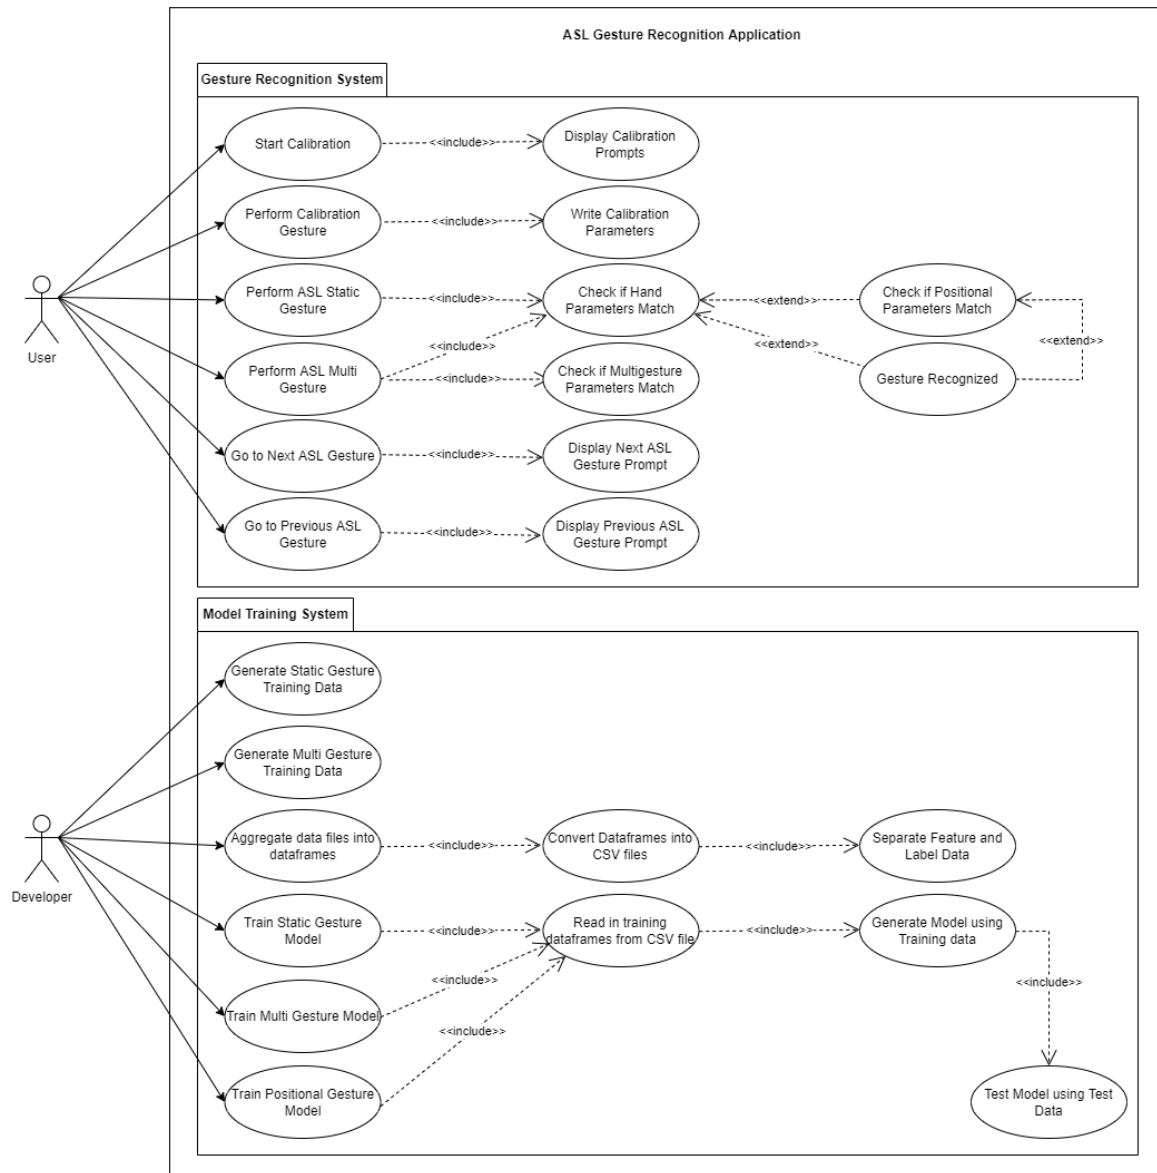 ASL Gesture Recognition Application
Gesture Recognition System
Start Calibration
<<include>>
Display Calibration
Prompts
Perform Calibration
Gesture
<<include>>
Write Calibration
Parameters
Perform ASL Static
Gesture
<<include>>
Check if Hand
Parameters Match
<<extend>>
Check if Positional
Parameters Match
<<include>>
<<extend>>
<<extend>>
User
Perform ASL Multi
Gesture
<<include>>
Check if Multigesture
Parameters Match
Gesture Recognized
Go to Next ASL Gesture
<<include>>
Display Next ASL
Gesture Prompt
Go to Previous ASL
Gesture
<<include>>
Display Previous ASL
Gesture Prompt
Model Training System
Generate Static Gesture
Training Data
Generate Multi Gesture
Training Data
Developer
Aggregate data files into
dataframes
<<include>>
Convert Dataframes into
CSV files
<<include>>
Separate Feature and
Label Data
Train Static Gesture
Model
<<include>>
Read in training
dataframes from CSV file
<<include>>
Generate Model using
Training data
<<include>>
<<include>>
Train Multi Gesture Model
<<include>>
Train Positional Gesture
Model
Test Model using Test
Data